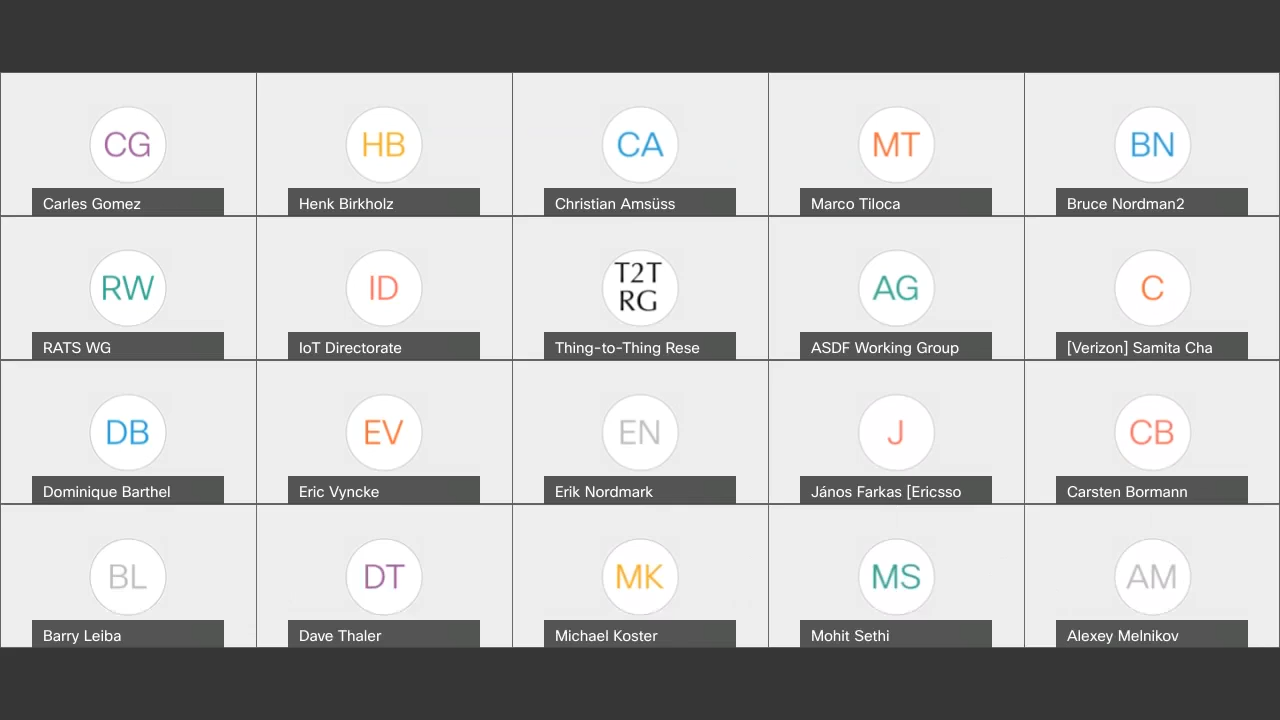 CG
HB
CA
MT
BN
Carles Gomez
Henk Birkholz
Christian Amsüss
Marco Tiloca
Bruce Nordman2
RW
ID
T2T
RG
AG
C
RATS WG
IoT Directorate
Thing-to-Thing Rese
ASDF Working Group
[Verizon] Samita Cha
DB
EV
EN
J
CB
Dominique Barthel
Eric Vyncke
Erik Nordmark
János Farkas [Ericsso
Carsten Bormann
BL
DT
MK
MS
AM
Barry Leiba
Dave Thaler
Michael Koster
Mohit Sethi
Alexey Melnikov